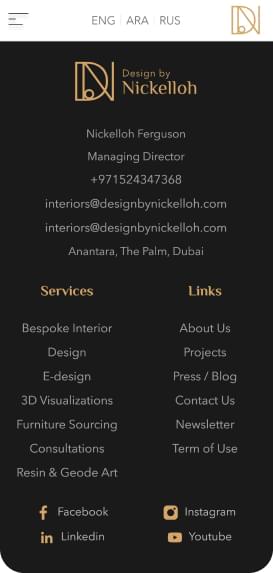 ENG | ARA | RUS
Design by
Nickelloh
Nickelloh Ferguson
Managing Director
+971524347368
interiors@designbynickelloh.com
interiors@designbynickelloh.com
Anantara, The Palm, Dubai
Services
Bespoke Interior
Design
E-design
3D Visualizations
Furniture Sourcing
Consultations
Resin & Geode Art
Links
About Us
Projects
Press / Blog
Contact Us
Newsletter
Term of Use
Facebook
Instagram
Linkedin
Youtube